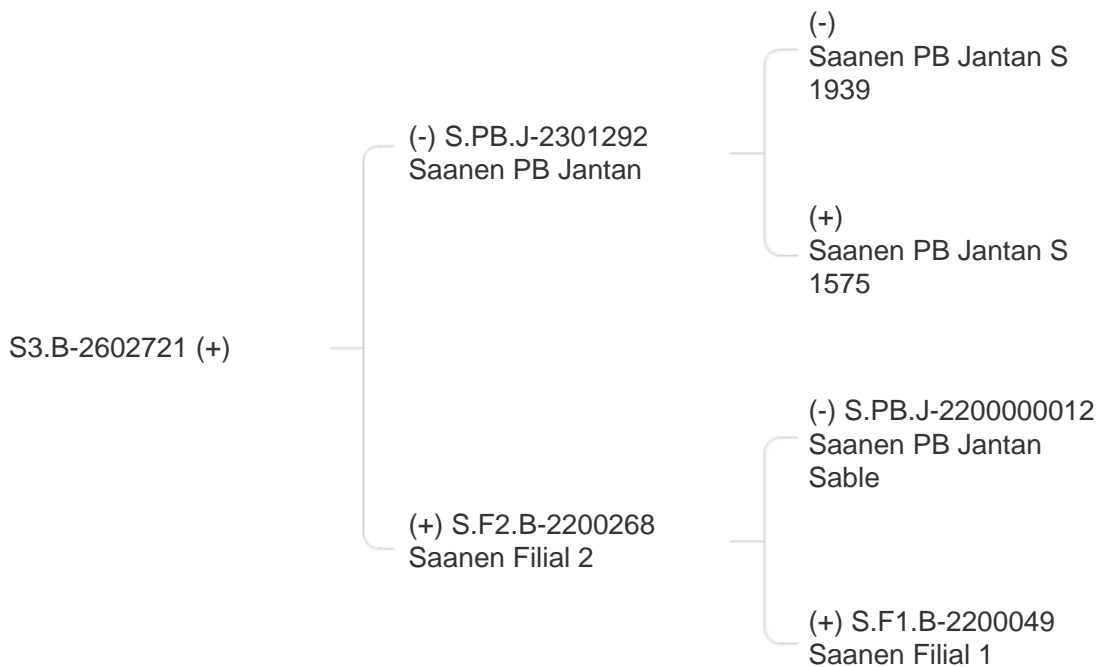 (-)
Saanen PB Jantan S
1939
(-) S.PB.J-2301292
Saanen PB Jantan
(+)
Saanen PB Jantan S
1575
S3.B-2602721 (+)
(-) S.PB.J-2200000012
Saanen PB Jantan
Sable
(+) S.F2.B-2200268
Saanen Filial 2
(+) S.F1.B-2200049
Saanen Filial 1